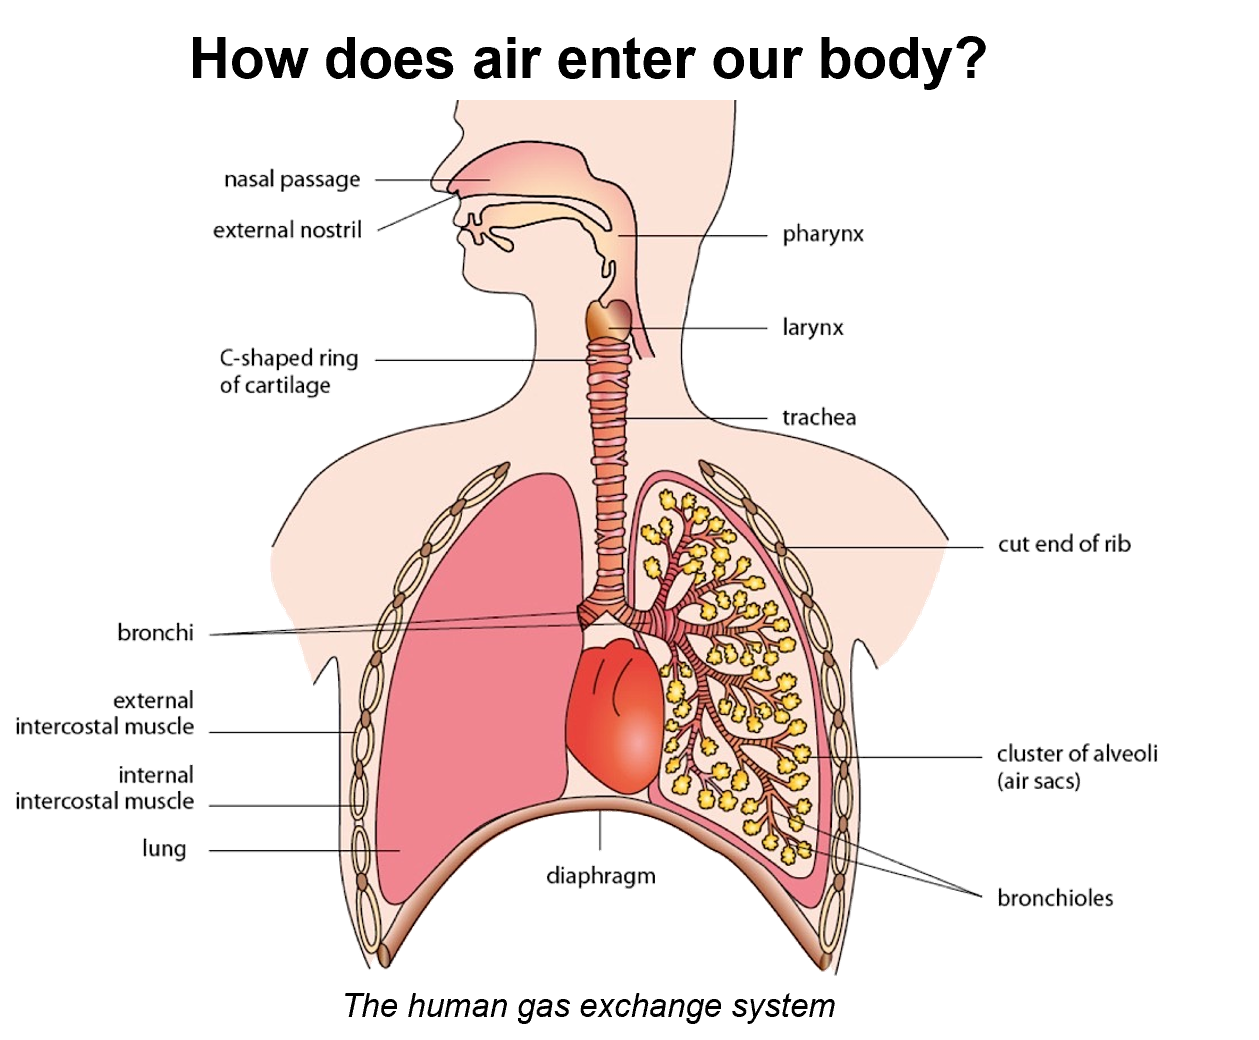 How does air enter our body?
nasal passage
external nostril
pharynx
larynx
C-shaped ring
of cartilage
trachea
cut end of rib
bronchi
external
intercostal muscle
internal
intercostal muscle
cluster of alveoli
(air sacs)
lung
diaphragm
bronchioles
The human gas exchange system